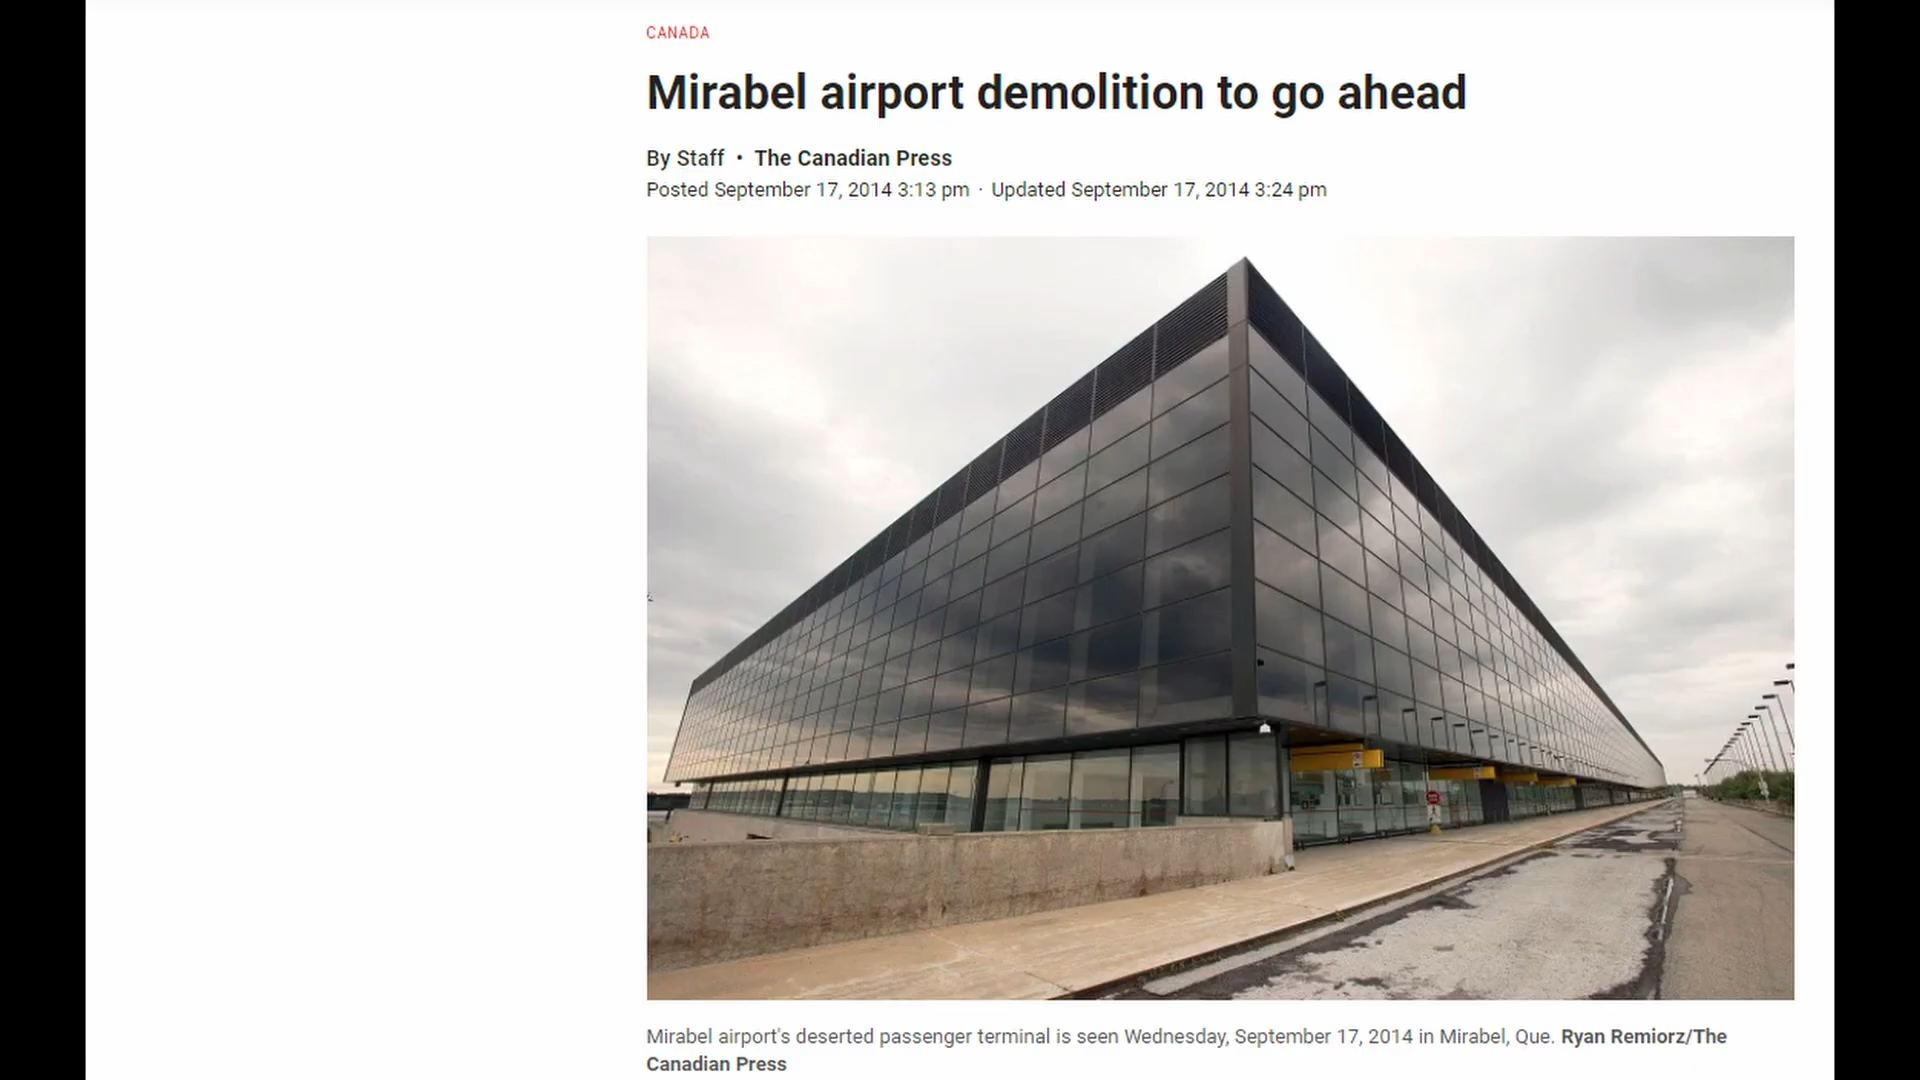 CANADA
Mirabel airport demolition to go ahead
By Staff • The Canadian Press
Posted September 17, 2014 3:13 pm · Updated September 17, 2014 3:24 pm
Mirabel airport's deserted passenger terminal is seen Wednesday, September 17, 2014 in Mirabel, Que. Ryan Remiorz/The
Canadian Press